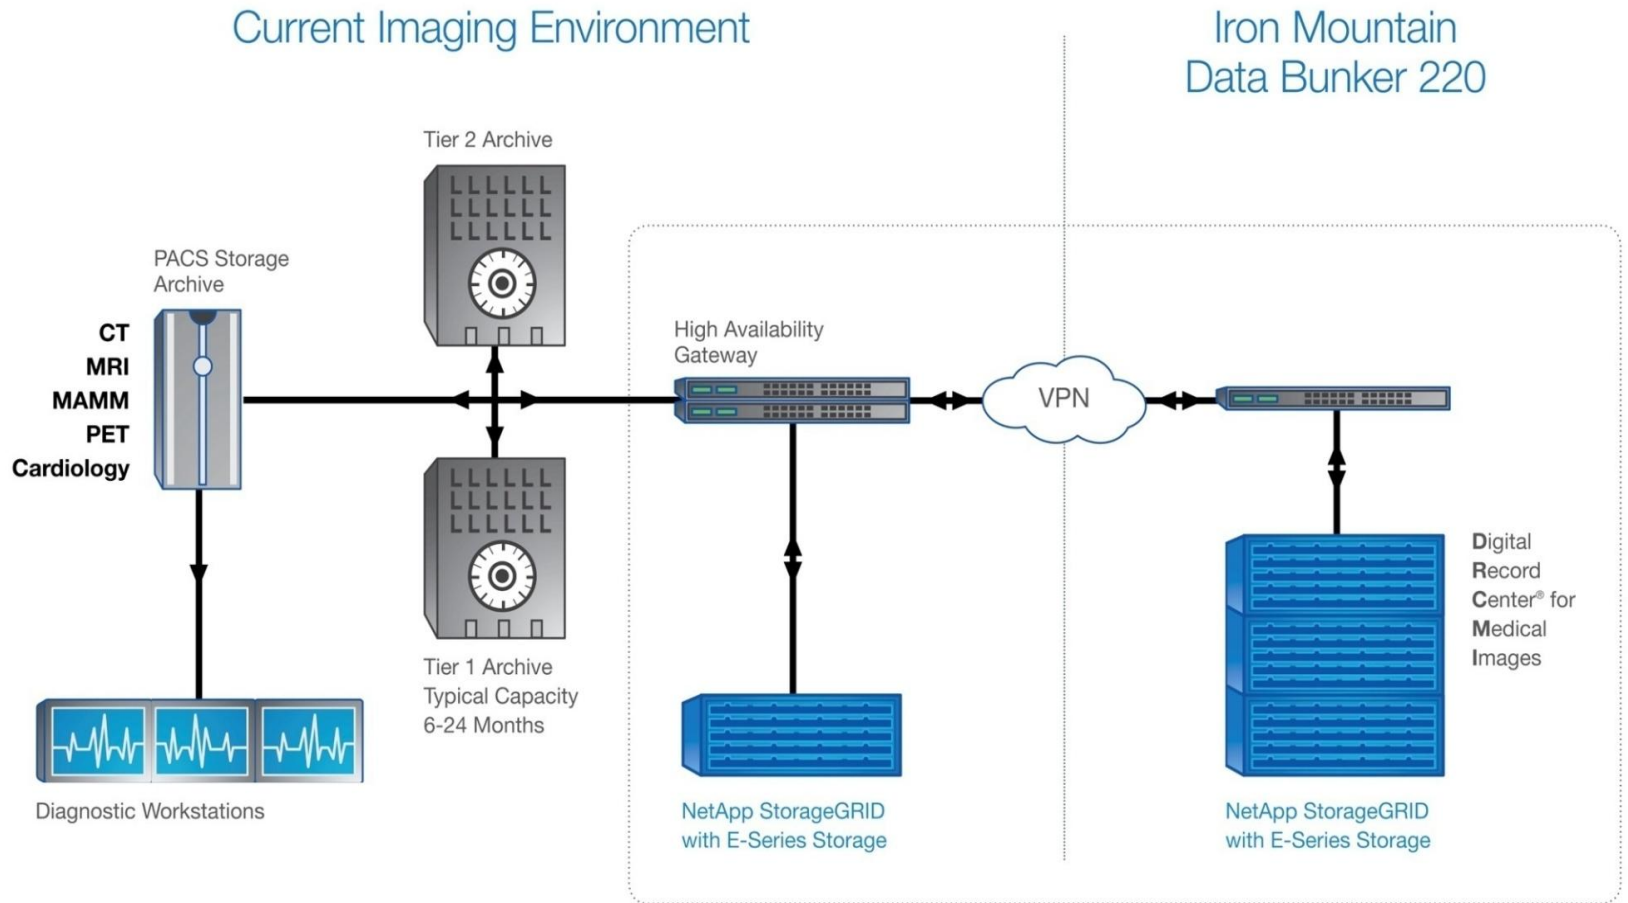 Current Imaging Environment
Iron Mountain
Data Bunker 220
Tier 2 Archive
PACS Storage
Archive
CT
MRI
MAMM
PET
Cardiology
High Availability
Gateway
VPN
Tier 1 Archive
Typical Capacity
6-24 Months
Digital
Record
Center® for
Medical
Images
Diagnostic Workstations
NetApp StorageGRID
with E-Series Storage
NetApp StorageGRID
with E-Series Storage